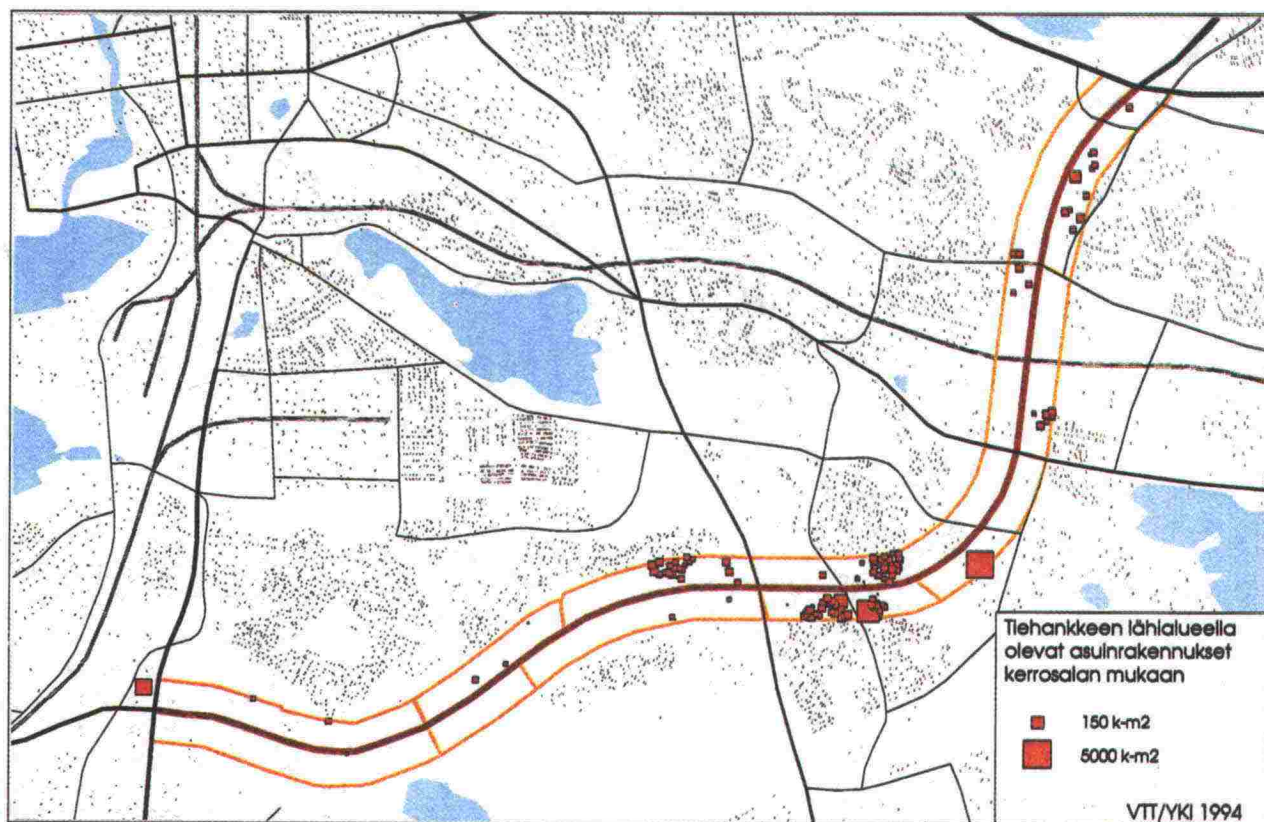 Tiehankkeen lähialueella
olevat asuinrakennukset
kerrosalan mukaan
150 k-m2
5000 k-m2
VTT/YKI 1994